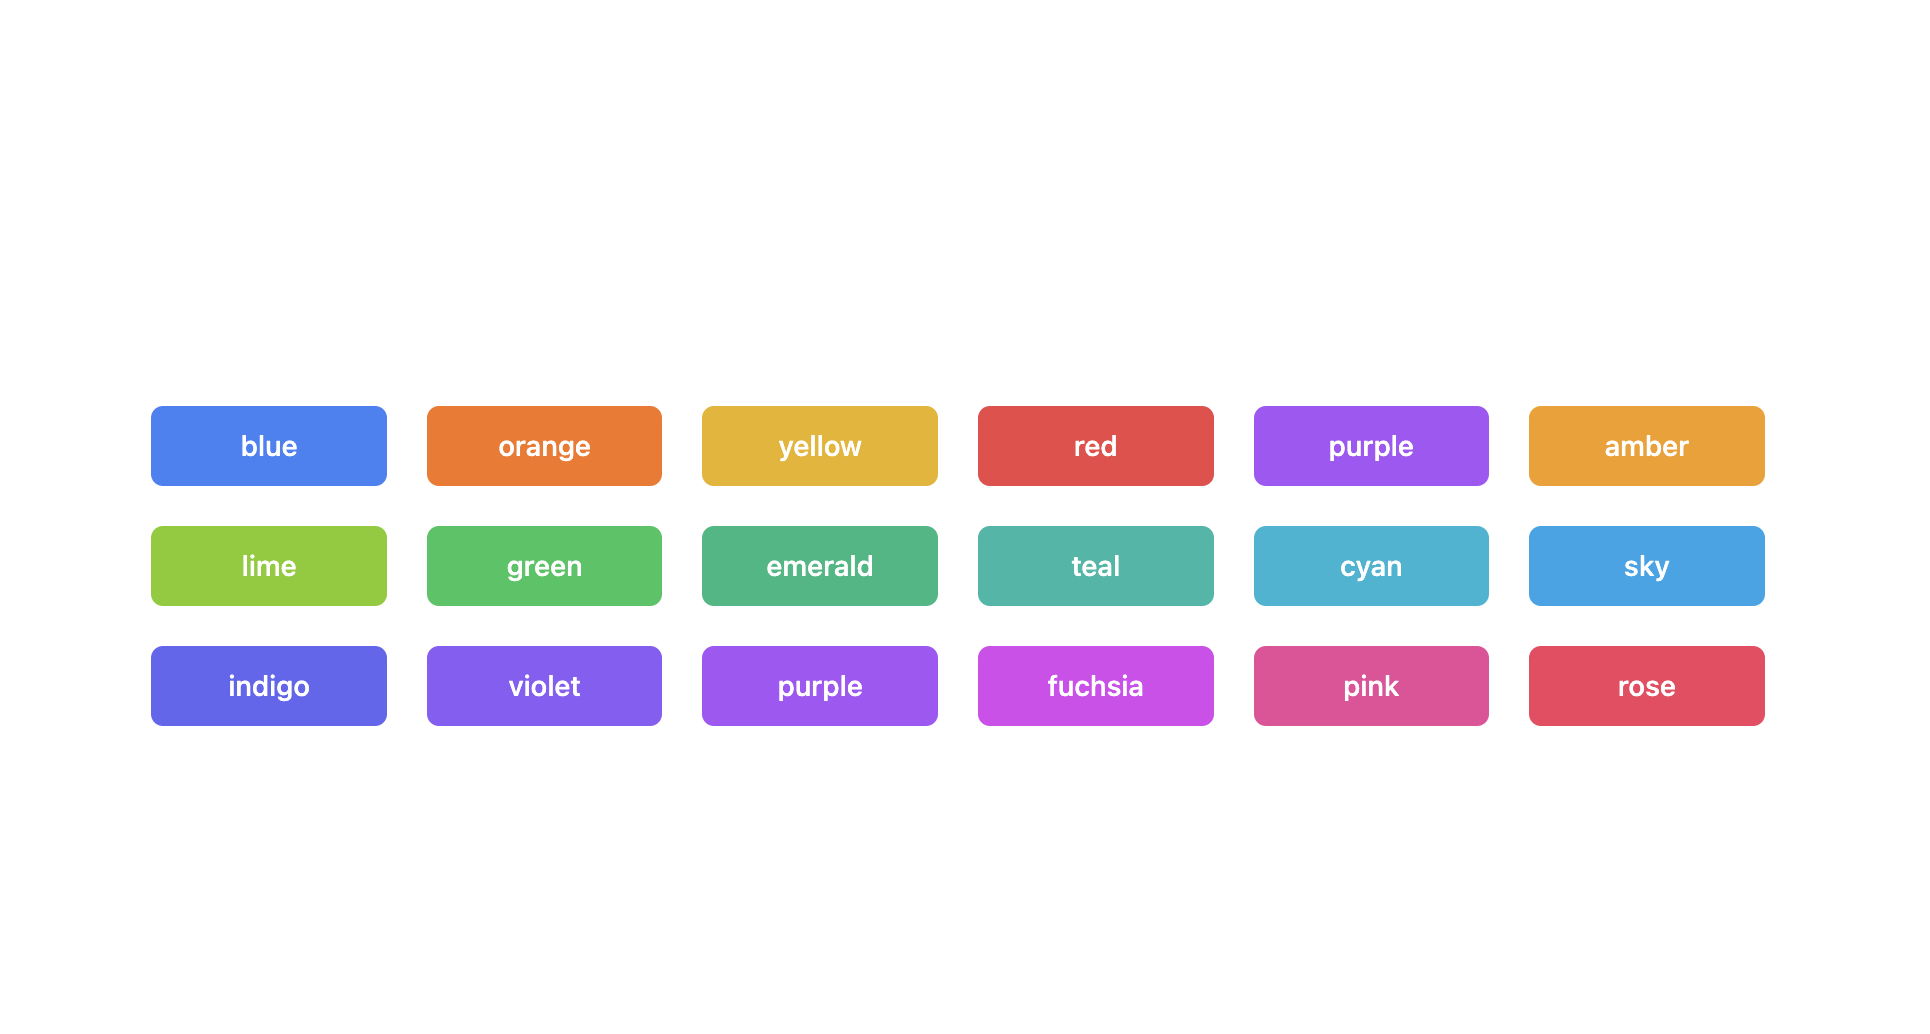 blue orange yellow red purple amber
lime green emerald teal cyan sky
indigo violet purple fuchsia pink rose